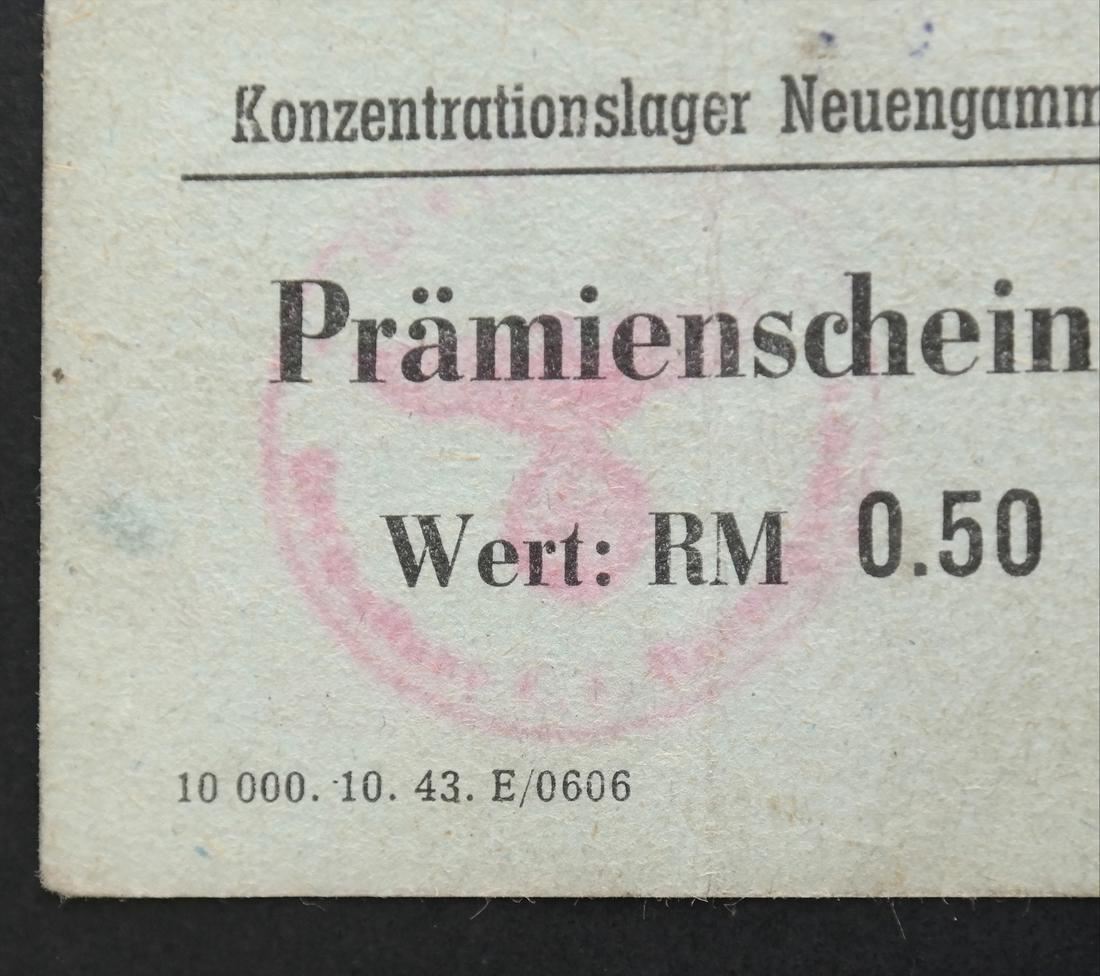 Konzentrationslager Neuengamm
Prämienschein
Wert: RM 0.50
10 000. 10. 43. E/0606